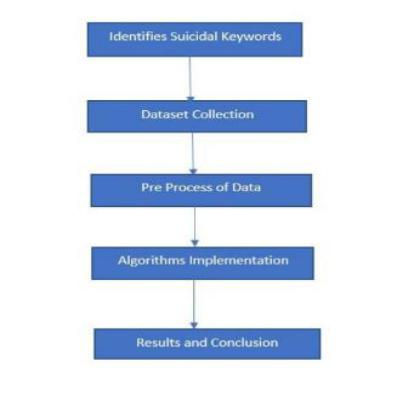 Identifies Suicidal Keywords
Dataset Collection
Pre Process of Data
Algorithms Implementation
Results and Conclusion